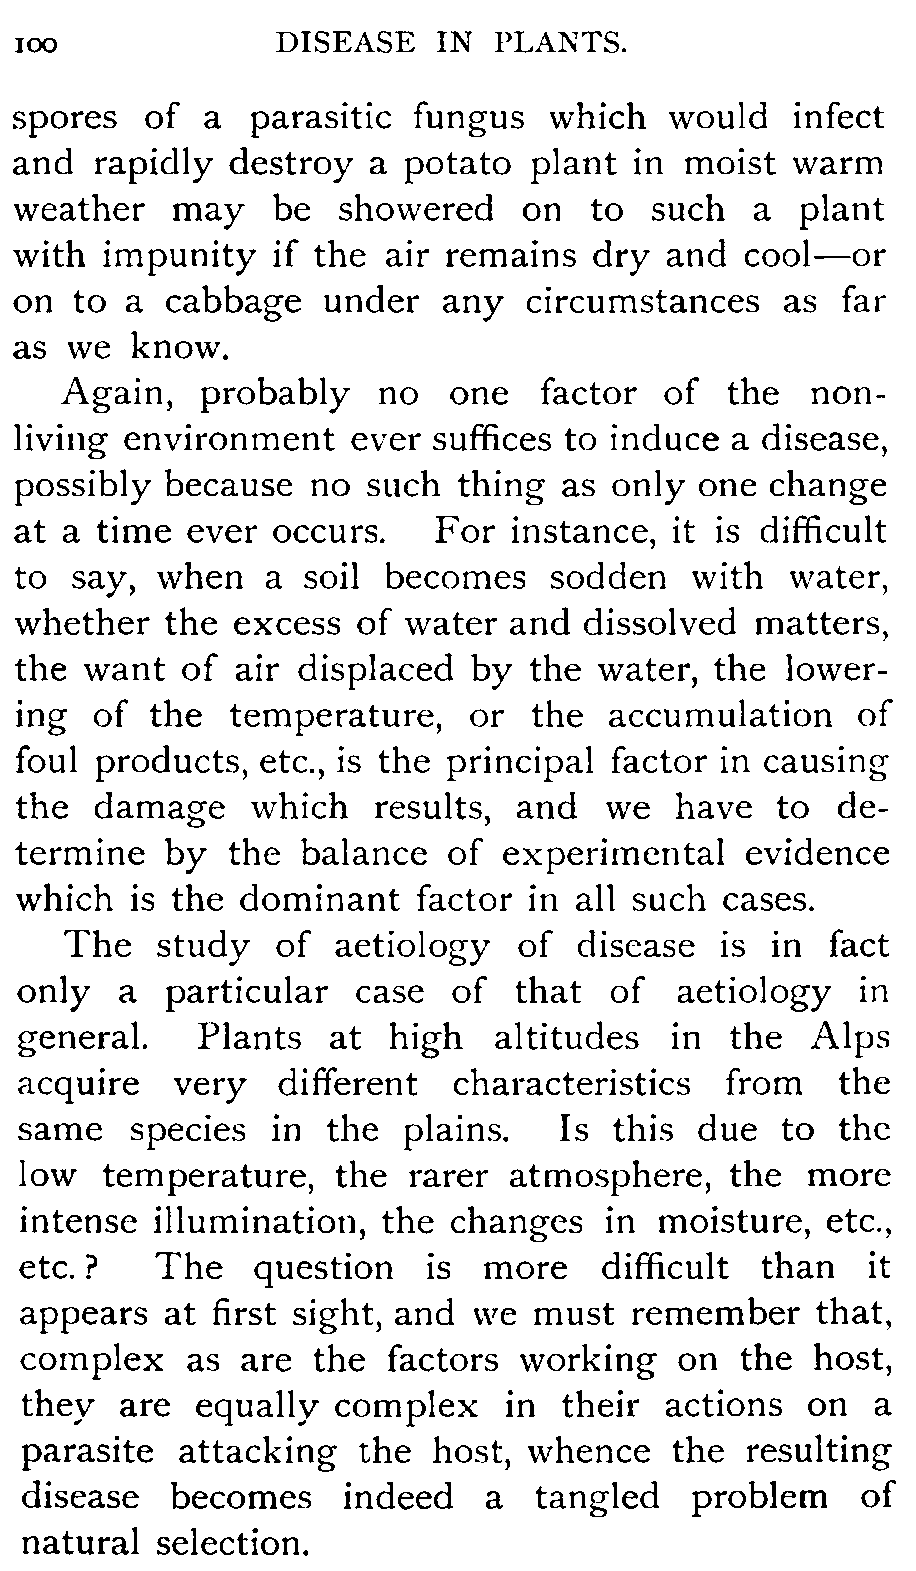 100 DISEASE IN PLANTS.
spores of a parasitic fungus which would infect
and rapidly destroy a potato plant in moist warm
weather may be showered on to such a plant
with impunity if the air remains dry and cool—or
on to a cabbage under any circumstances as far
as we know.
Again, probably no one factor of the non-
living environment ever suffices to induce a disease,
possibly because no such thing as only one change
at a time ever occurs. For instance, it is difficult
to say, when a soil becomes sodden with water,
whether the excess of water and dissolved matters,
the want of air displaced by the water, the lower-
ing of the temperature, or the accumulation of
foul products, etc., is the principal factor in causing
the damage which results, and we have to de-
termine by the balance of experimental evidence
which is the dominant factor in all such cases.
The study of aetiology of disease is in fact
only a particular case of that of aetiology in
general. Plants at high altitudes in the Alps
acquire very different characteristics from the
same species in the plains. Is this due to the
low temperature, the rarer atmosphere, the more
intense illumination, the changes in moisture, etc.,
etc.? The question is more difficult than it
appears at first sight, and we must remember that,
complex as are the factors working on the host,
they are equally complex in their actions on a
parasite attacking the host, whence the resulting
disease becomes indeed a tangled problem of
natural selection.